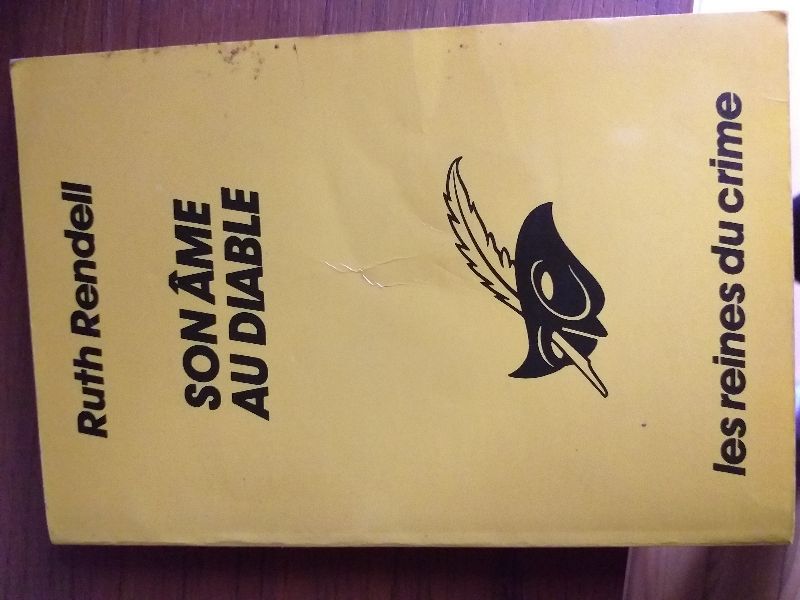 Ruth Rendell
SON ÂME
AU DIABLE
les reines du crime